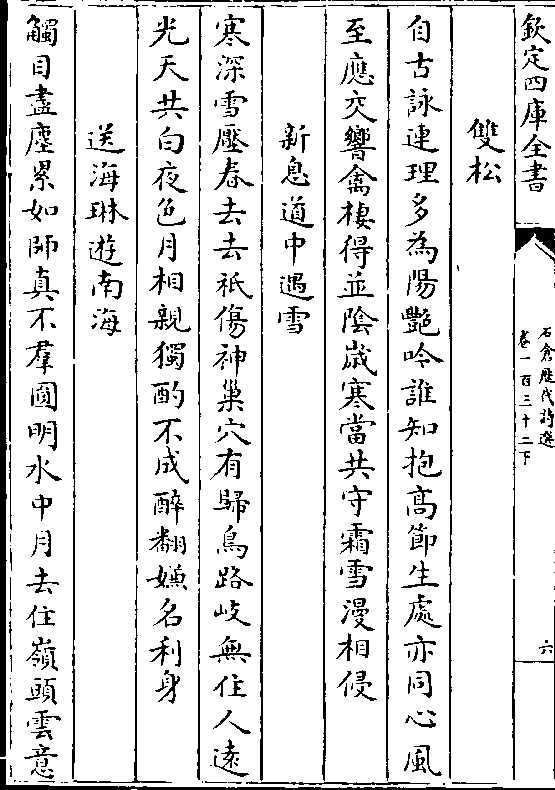 欽定四庫全書
石倉歷代詩選
卷一百三十二下
六
雙松
自古詠連理多為陽艷吟誰知抱高節生處亦同心風
至應交響禽棲得並陰歲寒當共守霜雪漫相侵
新息道中遇雪
寒深雪壓春去去祇傷神巢穴有歸鳥路岐無住人遠
光天共白夜色月相親獨酌不成醉翻嫌名利身
送海琳遊南海
觸目盡塵累如師真不羣圓明水中月去住嶺頭雲意